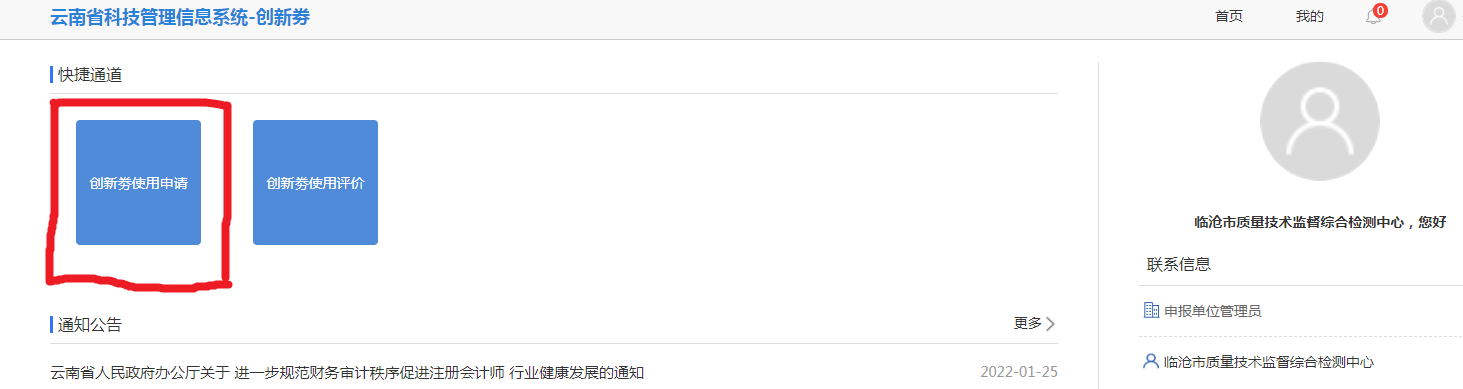 云南省科技管理信息系统-创新劵
首页
我的
0
快捷通道
创新劵使用申请
创新劵使用评价
临沧市质量技术监督综合检测中心，您好
联系信息
申报单位管理员
临沧市质量技术监督综合检测中心
通知公告
更多
云南省人民政府办公厅关于 进一步规范财务审计秩序促进注册会计师 行业健康发展的通知
2022-01-25